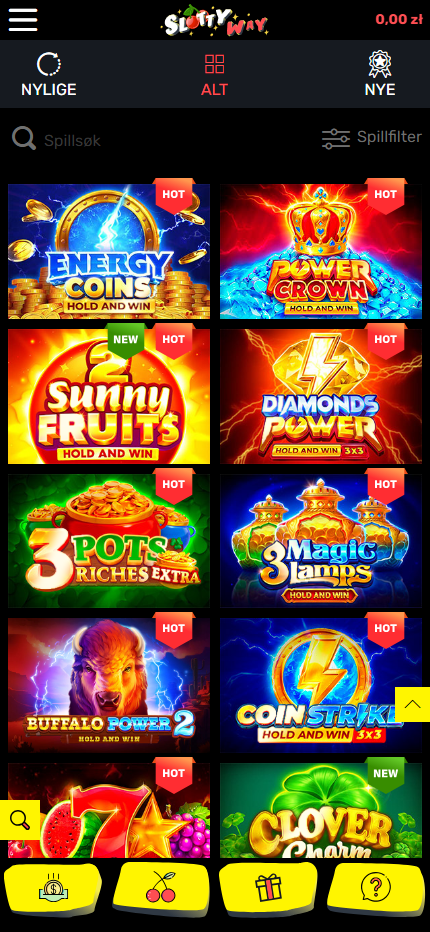 SLOTTY WAY
0,00 zł
NYLIGE
ALT
NYE
Spillsøk
Spillfilter
HOT
HOT
ENERGY
COINS
HOLD AND WIN
POWER
CROWN
HOLD AND WIN
NEW
HOT
HOT
2
Sunny
FRUITS
HOLD AND WIN
DIAMONDS
POWER
HOLD AND WIN 3x3
HOT
HOT
3 POTS
RICHES EXTRA
3 Magic
Lamps
HOLD AND WIN
HOT
HOT
BUFFALO POWER 2
HOLD AND WIN
COIN STRIKE
HOLD AND WIN 3x3
HOT
NEW
7
CLOVER
Charm
$
?